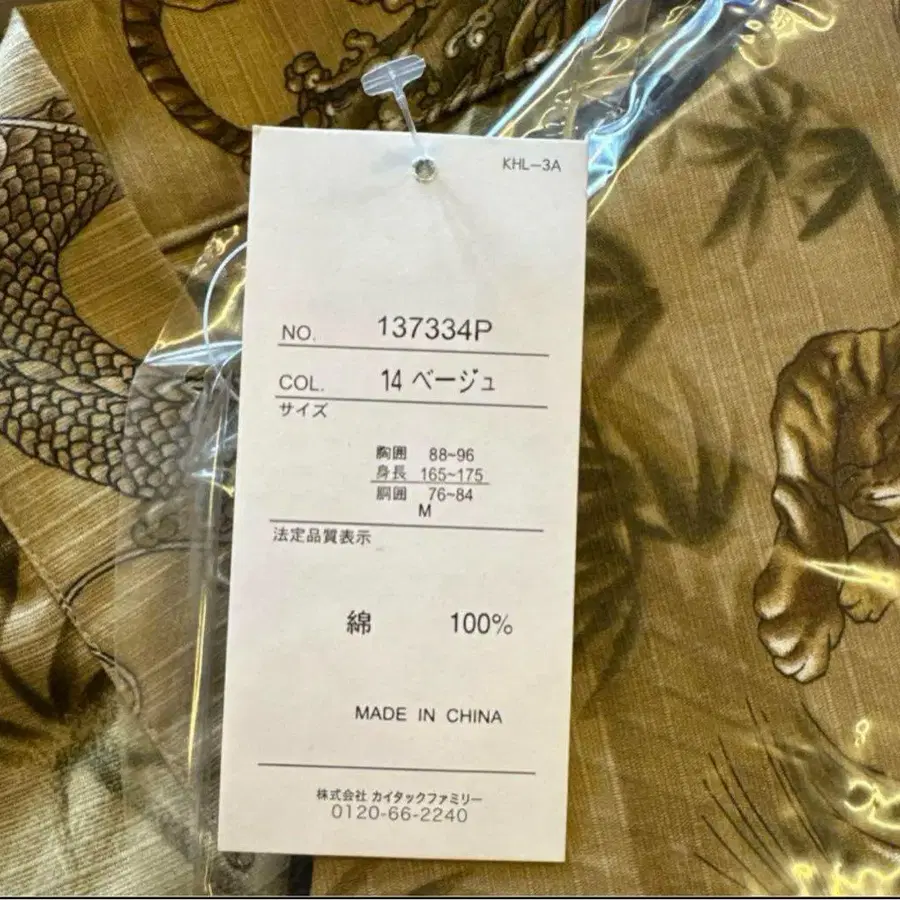 KHL-3A
NO. 137334P
COL. 14 ベージュ
サイズ
胸囲 88~96
身長 165~175
胴囲 76~84
M
法定品質表示
綿 100%
MADE IN CHINA
株式会社 カイタックファミリー
0120-66-2240